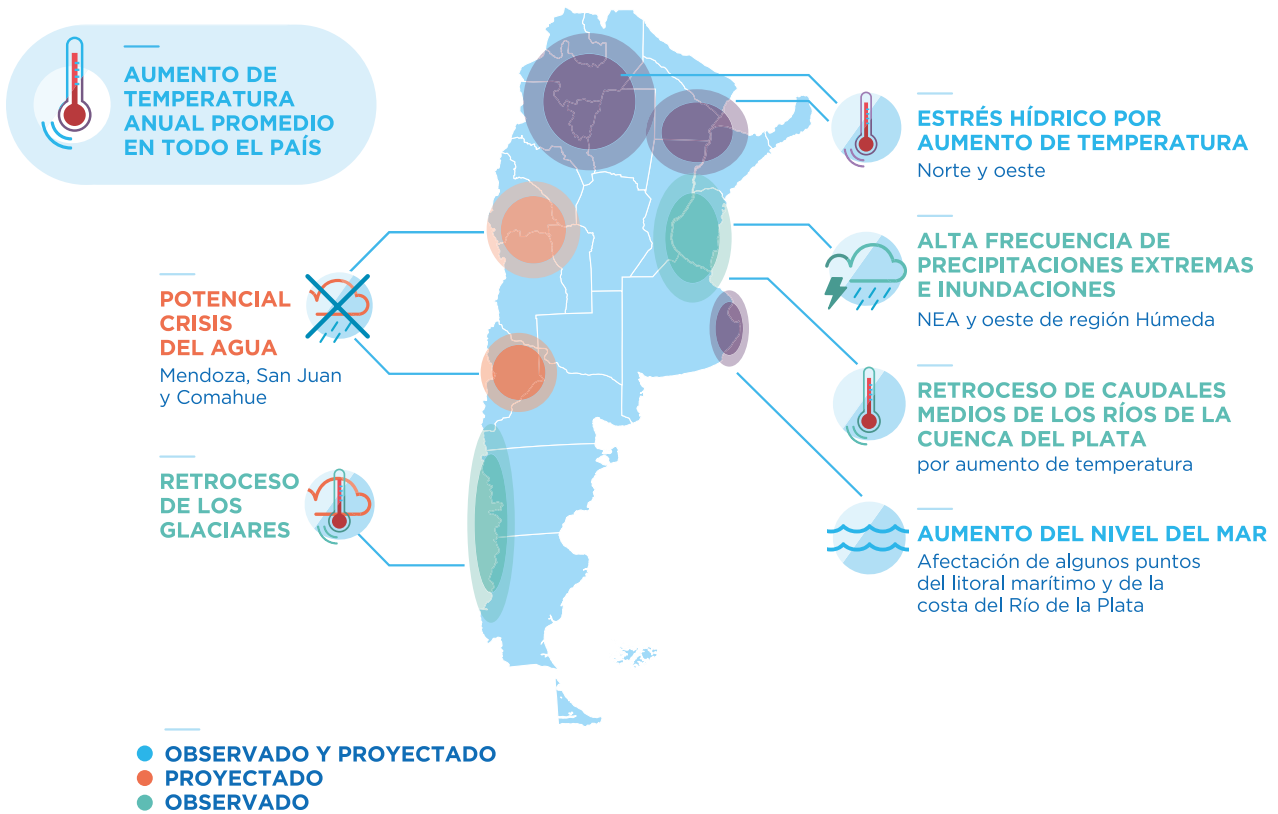 AUMENTO DE
TEMPERATURA
ANUAL PROMEDIO
EN TODO EL PAÍS
ESTRÉS HÍDRICO POR
AUMENTO DE TEMPERATURA
Norte y oeste
ALTA FRECUENCIA DE
PRECIPITACIONES EXTREMAS
E INUNDACIONES
NEA y oeste de región Húmeda
POTENCIAL
CRISIS
DEL AGUA
Mendoza, San Juan
y Comahue
RETROCESO DE CAUDALES
MEDIOS DE LOS RÍOS DE LA
CUENCA DEL PLATA
por aumento de temperatura
RETROCESO
DE LOS
GLACIARES
AUMENTO DEL NIVEL DEL MAR
Afectación de algunos puntos
del litoral marítimo y de la
costa del Río de la Plata
OBSERVADO Y PROYECTADO
PROYECTADO
OBSERVADO